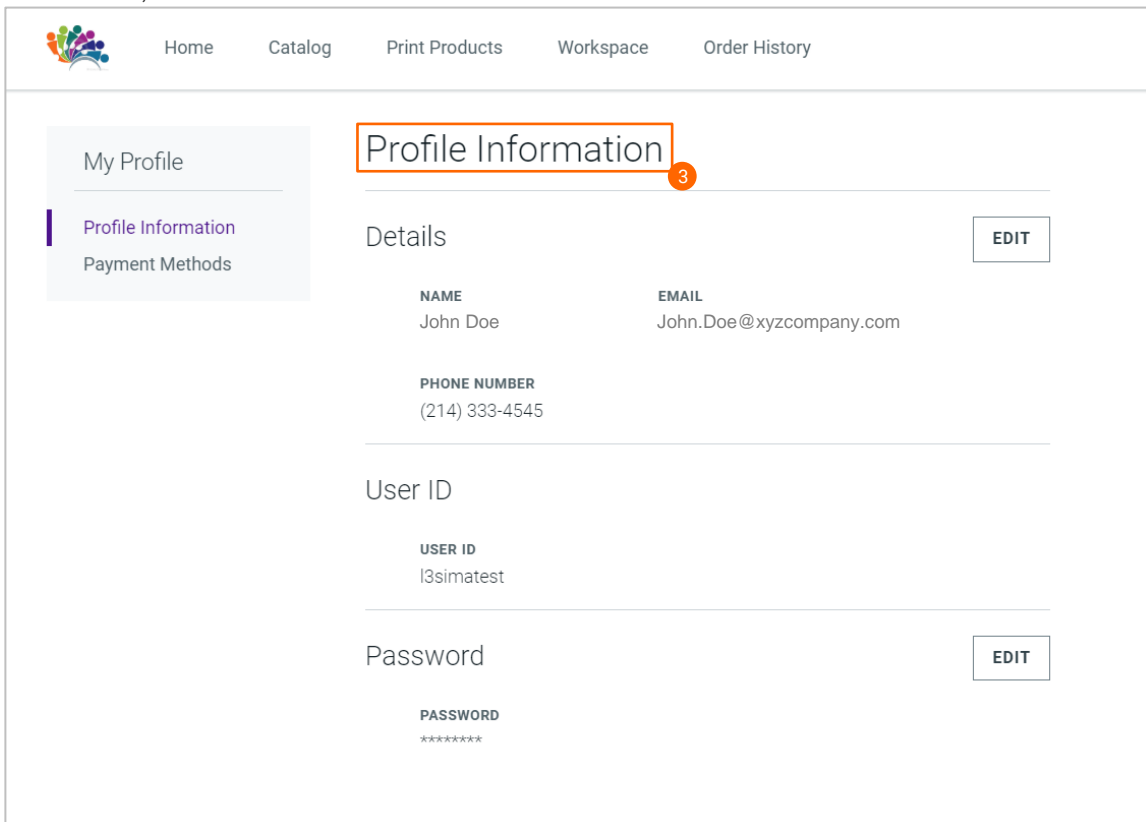 Home Catalog Print Products Workspace Order History
My Profile
Profile Information
Payment Methods
Profile Information
3
Details
EDIT
NAME EMAIL
John Doe John.Doe@xyzcompany.com
PHONE NUMBER
(214) 333-4545
User ID
USER ID
l3simatest
Password
EDIT
PASSWORD
********